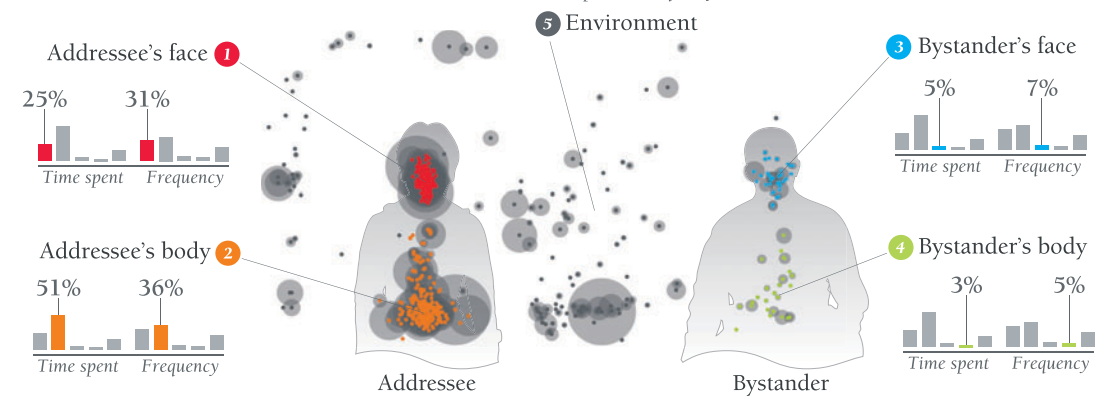 5 Environment
Addressee's face 1
3 Bystander's face
25% 31%
5% 7%
Time spent Frequency
Time spent Frequency
Addressee's body 2
4 Bystander's body
51% 36%
3% 5%
Time spent Frequency
Time spent Frequency
Addressee
Bystander